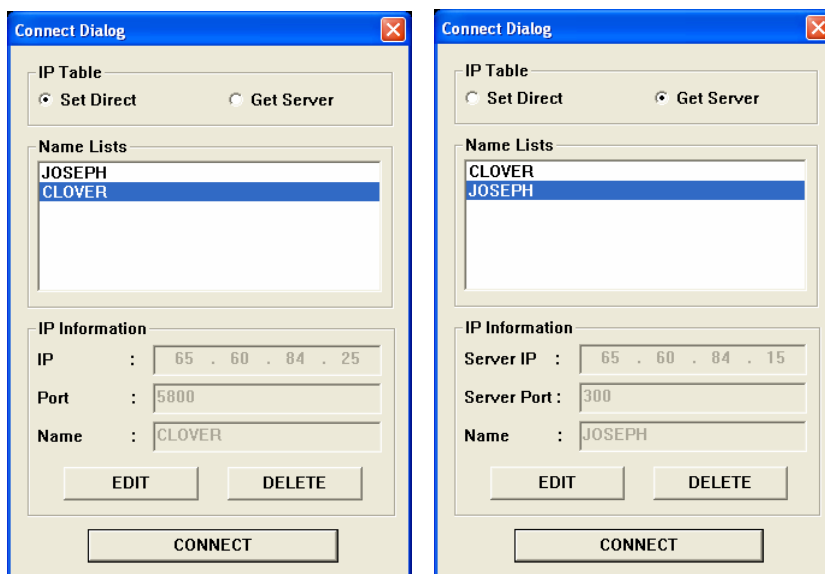 Connect Dialog
IP Table
Set Direct Get Server
Name Lists
JOSEPH
CLOVER
IP Information
IP : 65 . 60 . 84 . 25
Port : 5800
Name : CLOVER
EDIT DELETE
CONNECT
Connect Dialog
IP Table
Set Direct Get Server
Name Lists
CLOVER
JOSEPH
IP Information
Server IP : 65 . 60 . 84 . 15
Server Port : 300
Name : JOSEPH
EDIT DELETE
CONNECT